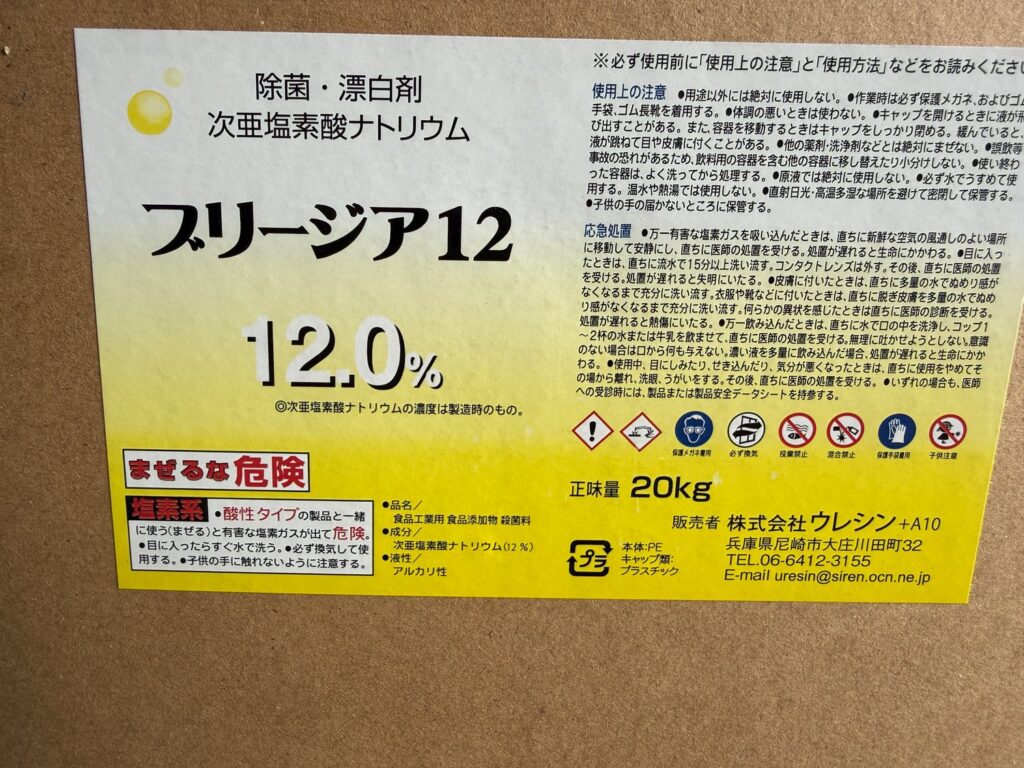 除菌・漂白剤
次亜塩素酸ナトリウム
ブリージア12
12.0%
◎次亜塩素酸ナトリウムの濃度は製造時のもの。
まぜるな危険
塩素系 ●酸性タイプの製品と一緒
に使う(まぜる)と有害な塩素ガスが出て危険。
●目に入ったらすぐ水で洗う。●必ず換気して使
用する。●子供の手に触れないように注意する。
●品名／
食品工業用 食品添加物 殺菌料
●成分／
次亜塩素酸ナトリウム(12%)
●液性／
アルカリ性
※必ず使用前に「使用上の注意」と「使用方法」などをお読みくださ
使用上の注意 ●用途以外には絶対に使用しない。●作業時は必ず保護メガネ、およびゴム
手袋、ゴム長靴を着用する。●体調の悪いときは使わない。●キャップを開けるときに液が飛
び出すことがある。また、容器を移動するときはキャップをしっかり閉める。緩んでいると、
液が跳ねて目や皮膚に付くことがある。●他の薬剤・洗浄剤などとは絶対にまぜない。●誤飲等
事故の恐れがあるため、飲料用の容器を含む他の容器に移し替えたり小分けしない。●使い終わ
った容器は、よく洗ってから処理する。●原液では絶対に使用しない。●必ず水でうすめて使
用する。温水や熱湯では使用しない。●直射日光・高温多湿な場所を避けて密閉して保管する。
●子供の手の届かないところに保管する。
応急処置 ●万一有害な塩素ガスを吸い込んだときは、直ちに新鮮な空気の風通しのよい場所
に移動して安静にし、直ちに医師の処置を受ける。処置が遅れると生命にかかわる。●目に入っ
たときは、直ちに流水で15分以上洗い流す。コンタクトレンズは外す。その後、直ちに医師の処置
を受ける。処置が遅れると失明にいたる。●皮膚に付いたときは、直ちに多量の水でぬめり感が
なくなるまで充分に洗い流す。衣服や靴などに付いたときは、直ちに脱ぎ皮膚を多量の水でぬめ
り感がなくなるまで充分に洗い流す。何らかの異状を感じたときは直ちに医師の診断を受ける。
処置が遅れると熱傷にいたる。●万一飲み込んだときは、直ちに水で口の中を洗浄し、コップ1
～2杯の水または牛乳を飲ませて、直ちに医師の処置を受ける。無理に吐かせようとしない。意識
のない場合は口から何も与えない。濃い液を多量に飲み込んだ場合、処置が遅れると生命にかか
わる。●使用中、目にしみたり、せき込んだり、気分が悪くなったときは、直ちに使用をやめてそ
の場から離れ、洗眼、うがいをする。その後、直ちに医師の処置を受ける。●いずれの場合も、医師
への受診時には、製品または製品安全データシートを持参する。
保護メガネ着用 必ず換気 投棄禁止 混合禁止 保護手袋着用 子供注意
正味量 20kg
プラ
本体:PE
キャップ類:
プラスチック
販売者 株式会社ウレシン+A10
兵庫県尼崎市大庄川田町32
TEL.06-6412-3155
E-mail uresin@siren.ocn.ne.jp